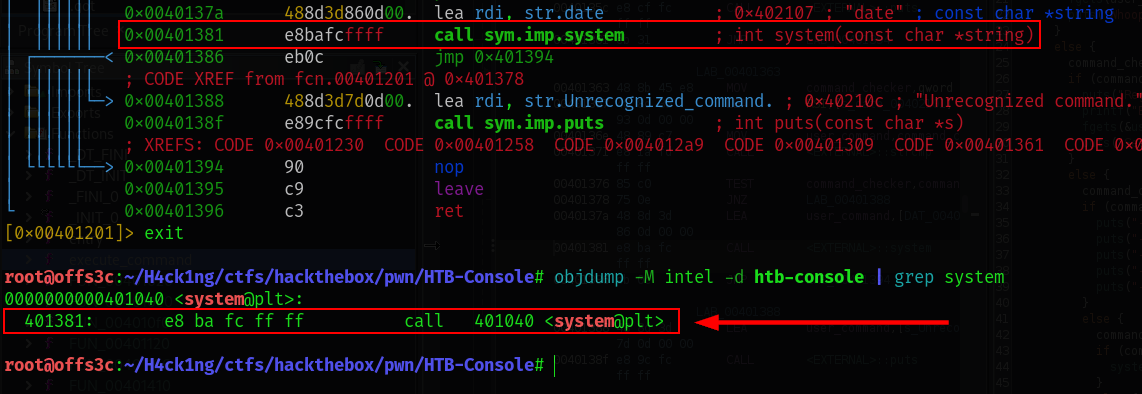 0x0040137a 488d3d860d00. lea rdi, str.date ; 0x402107 ; "date" ; const char *string
0x00401381 e8bafcffff call sym.imp.system ; int system(const char *string)
0x00401386 eb0c jmp 0x401394
; CODE XREF from fcn.00401201 @ 0x401378
0x00401388 488d3d7d0d00. lea rdi, str.Unrecognized_command. ; 0x40210c ; "Unrecognized command."
0x0040138f e89cfcffff call sym.imp.puts ; int puts(const char *s)
; XREFS: CODE 0x00401230 CODE 0x00401258 CODE 0x004012a9 CODE 0x00401309 CODE 0x00401361 CODE 0x0
0x00401394 90 nop
0x00401395 c9 leave
0x00401396 c3 ret
[0x00401201]> exit
root@offs3c:~/H4ck1ng/ctfs/hackthebox/pwn/HTB-Console# objdump -M intel -d htb-console | grep system
0000000000401040 <system@plt>:
401381: e8 ba fc ff ff call 401040 <system@plt>
root@offs3c:~/H4ck1ng/ctfs/hackthebox/pwn/HTB-Console#